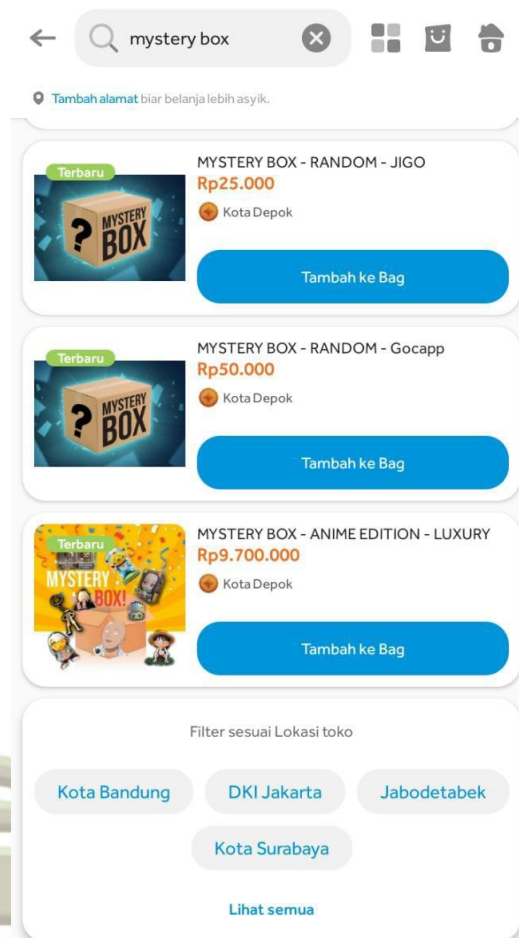 mystery box
Tambah alamat biar belanja lebih asyik.
Terbaru
? MYSTERY
BOX
MYSTERY BOX - RANDOM - JIGO
Rp25.000
Kota Depok
Tambah ke Bag
Terbaru
? MYSTERY
BOX
MYSTERY BOX - RANDOM - Gocapp
Rp50.000
Kota Depok
Tambah ke Bag
Terbaru
MYSTERY
BOX!
MYSTERY BOX - ANIME EDITION - LUXURY
Rp9.700.000
Kota Depok
Tambah ke Bag
Filter sesuai Lokasi toko
Kota Bandung
DKI Jakarta
Jabodetabek
Kota Surabaya
Lihat semua